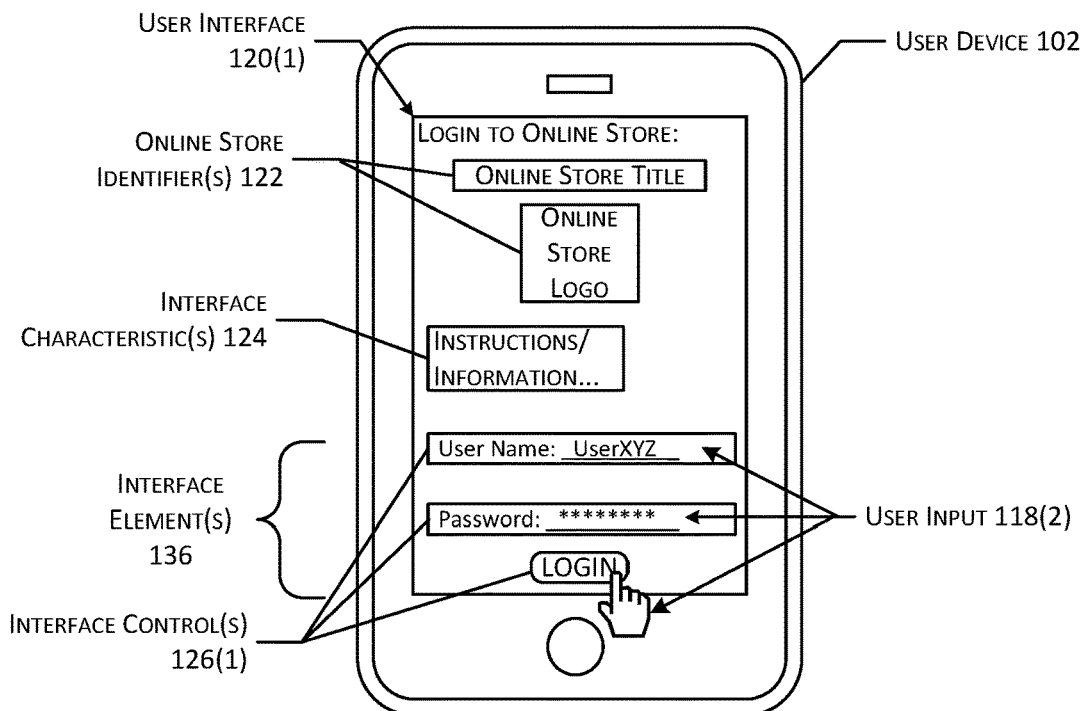 USER INTERFACE
120(1)
USER DEVICE 102
ONLINE STORE
IDENTIFIER(S) 122
LOGIN TO ONLINE STORE:
ONLINE STORE TITLE
ONLINE
STORE
LOGO
INTERFACE
CHARACTERISTIC(S) 124
INSTRUCTIONS/
INFORMATION...
User Name: UserXYZ
INTERFACE
ELEMENT(S)
136
Password: ********
USER INPUT 118(2)
LOGIN
INTERFACE CONTROL(S)
126(1)